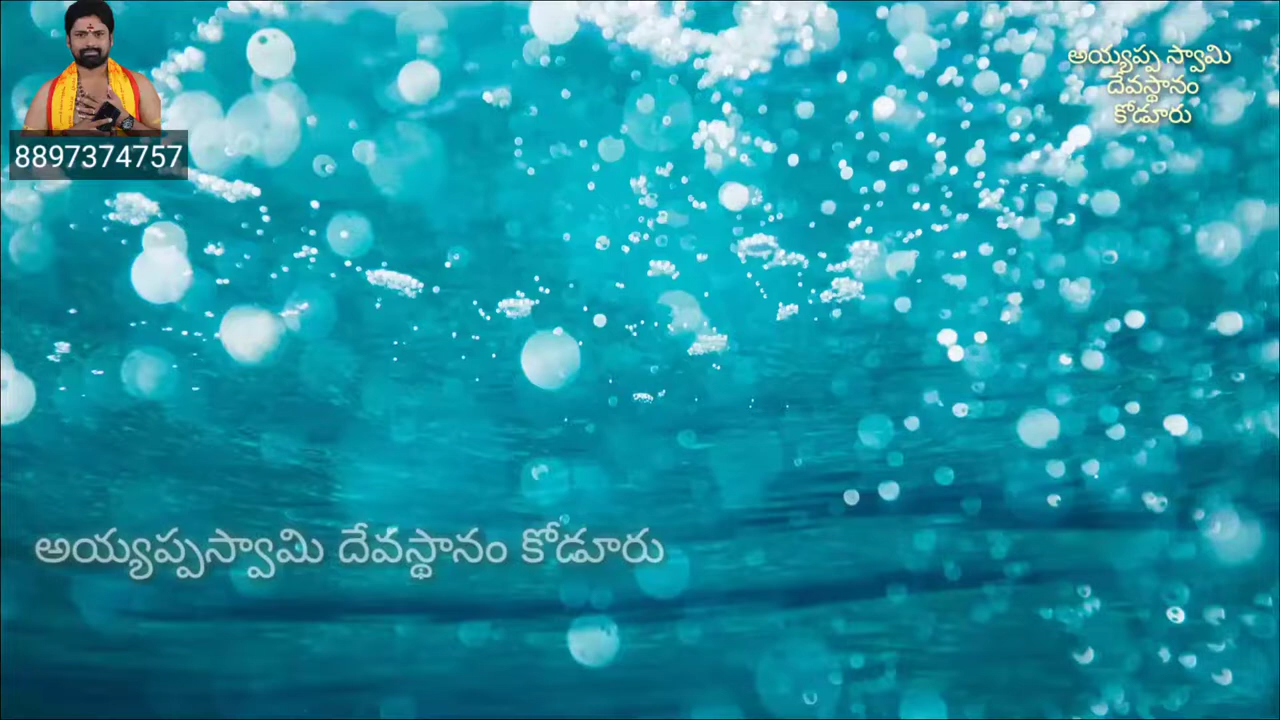 8897374757
అయ్యప్ప స్వామి
దేవస్థానం
కోడూరు
అయ్యప్పస్వామి దేవస్థానం కోడూరు